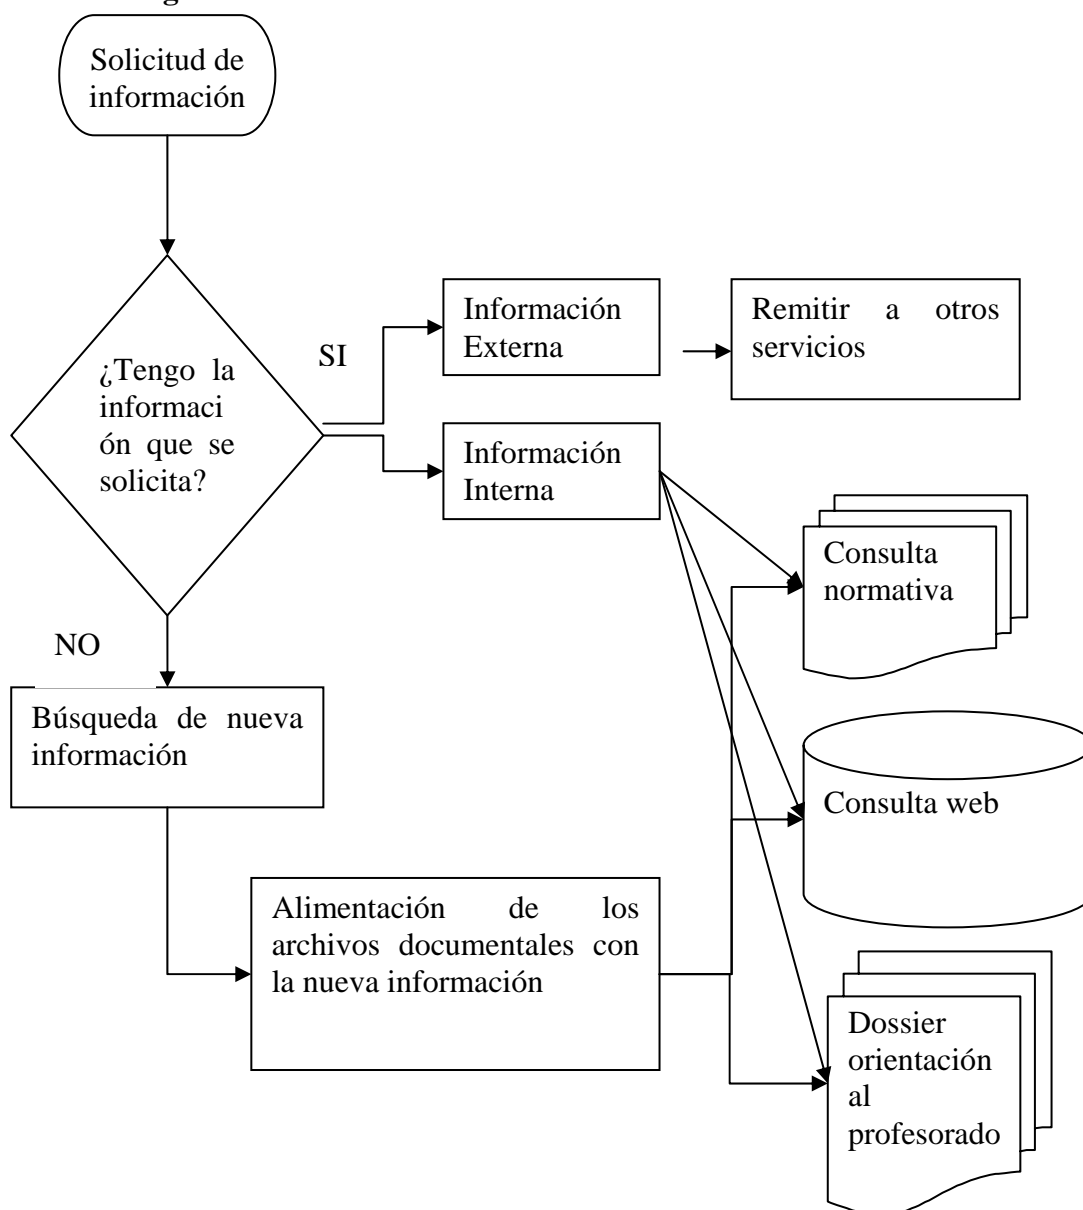 Solicitud de
información
¿Tengo la
informaci
ón que se
solicita?
SI
NO
Información
Externa
Remitir a otros
servicios
Información
Interna
Consulta
normativa
Búsqueda de nueva
información
Consulta web
Alimentación de los
archivos documentales con
la nueva información
Dossier
orientación
al
profesorado